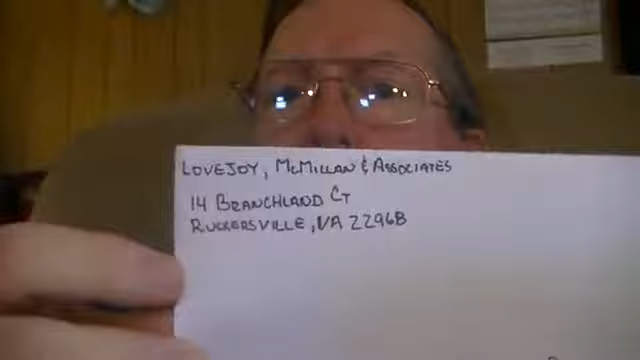 LOVEJOY, MCMILLAN & ASSOCIATES
14 BRANCHLAND CT
RUCKERSVILLE, VA 22968